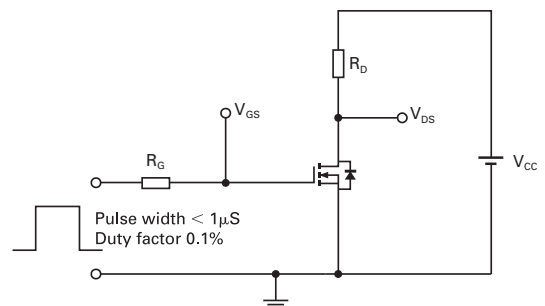 R_D
V_GS
V_DS
R_G
V_CC
Pulse width < 1μS
Duty factor 0.1%